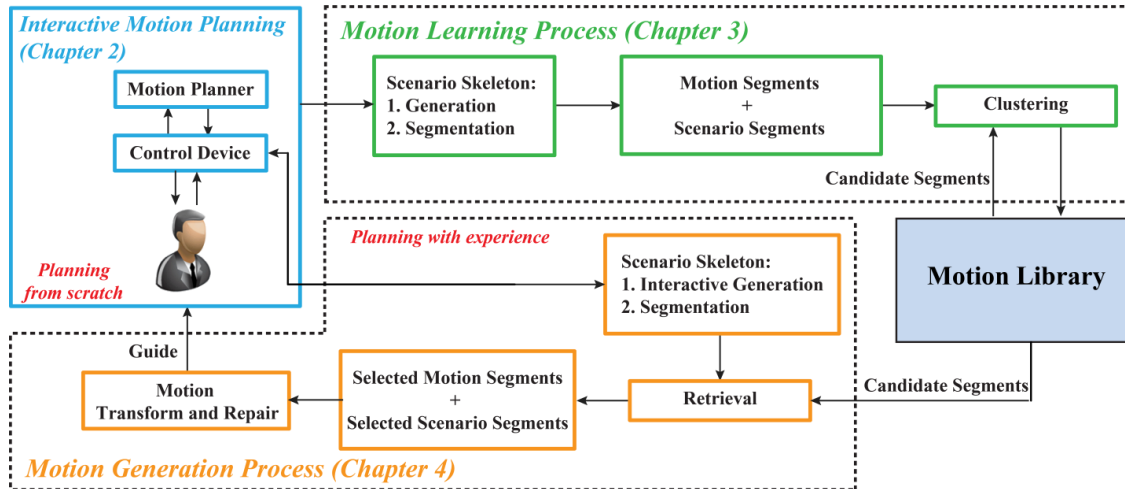 Interactive Motion Planning
(Chapter 2)
Motion Planner
Control Device
Planning
from scratch
Motion Learning Process (Chapter 3)
Scenario Skeleton:
1. Generation
2. Segmentation
Motion Segments
+
Scenario Segments
Clustering
Candidate Segments
Motion Library
Planning with experience
Scenario Skeleton:
1. Interactive Generation
2. Segmentation
Candidate Segments
Retrieval
Selected Motion Segments
+
Selected Scenario Segments
Guide
Motion
Transform and Repair
Motion Generation Process (Chapter 4)